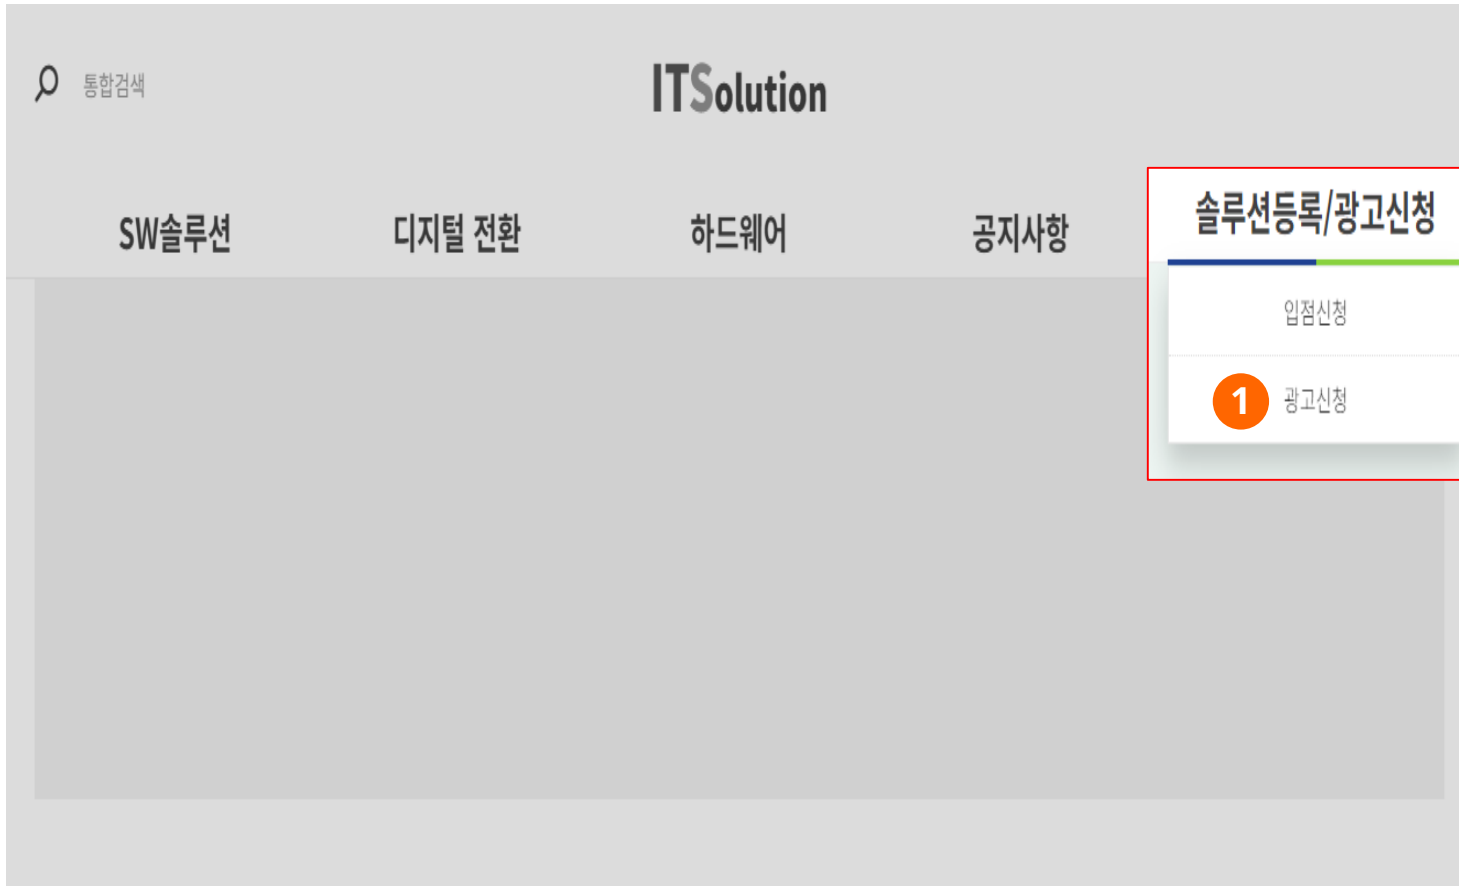 통합검색
ITSolution
SW솔루션
디지털 전환
하드웨어
공지사항
솔루션등록/광고신청
입점신청
1 광고신청